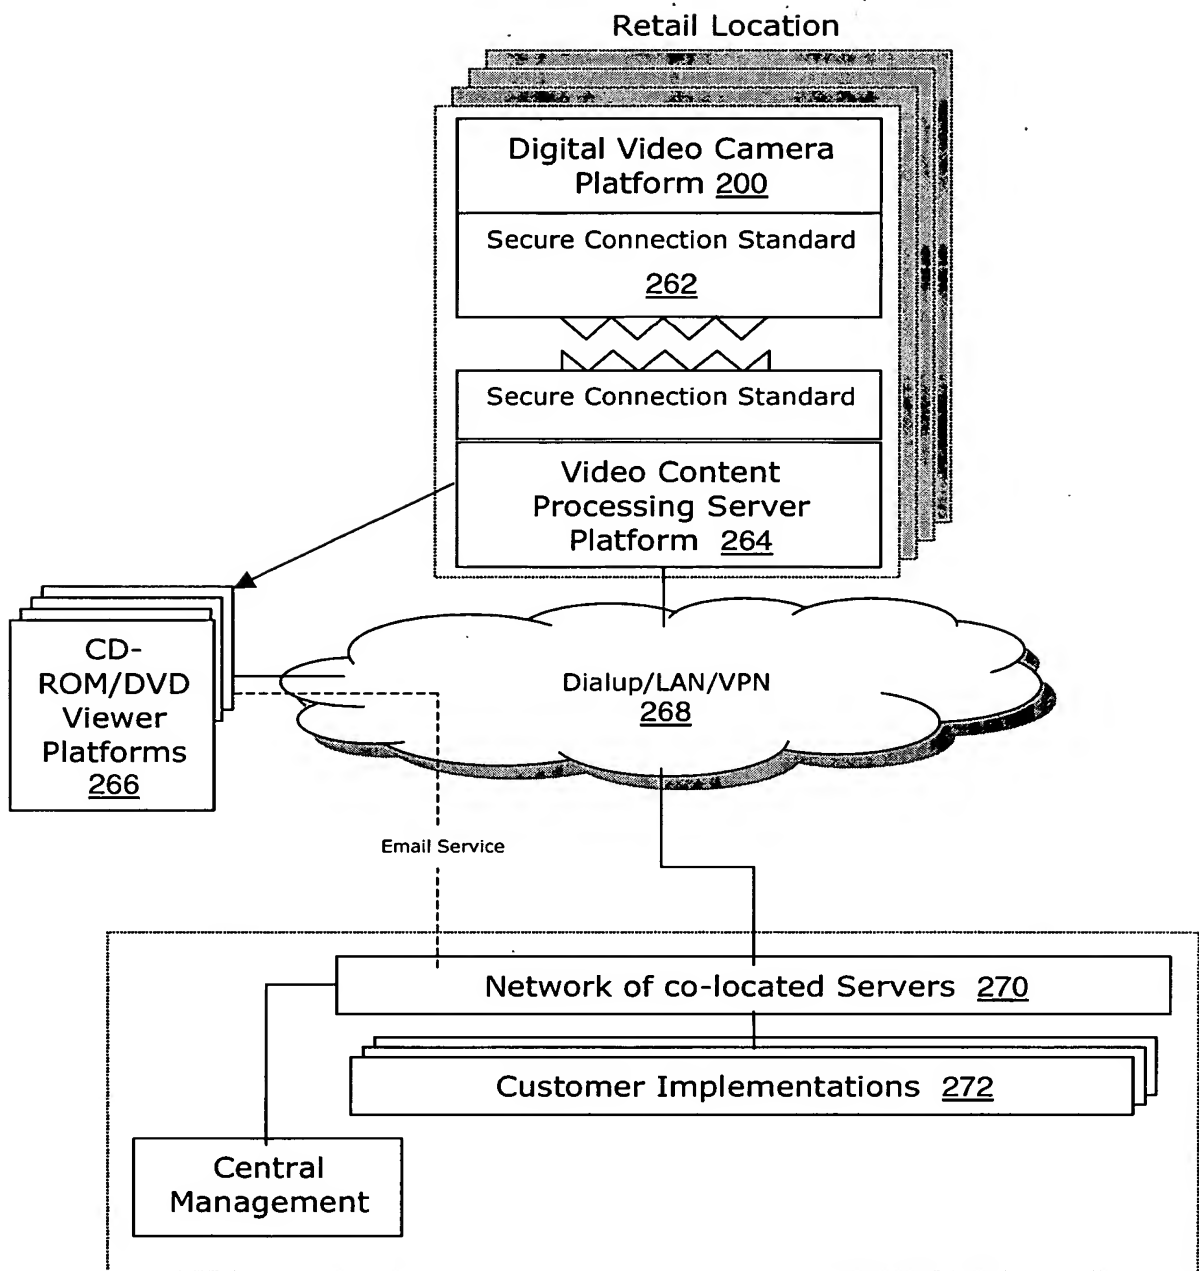 Retail Location
Digital Video Camera
Platform 200
Secure Connection Standard
262
Secure Connection Standard
Video Content
Processing Server
Platform 264
CD-
ROM/DVD
Viewer
Platforms
266
Dialup/LAN/VPN
268
Email Service
Network of co-located Servers 270
Customer Implementations 272
Central
Management